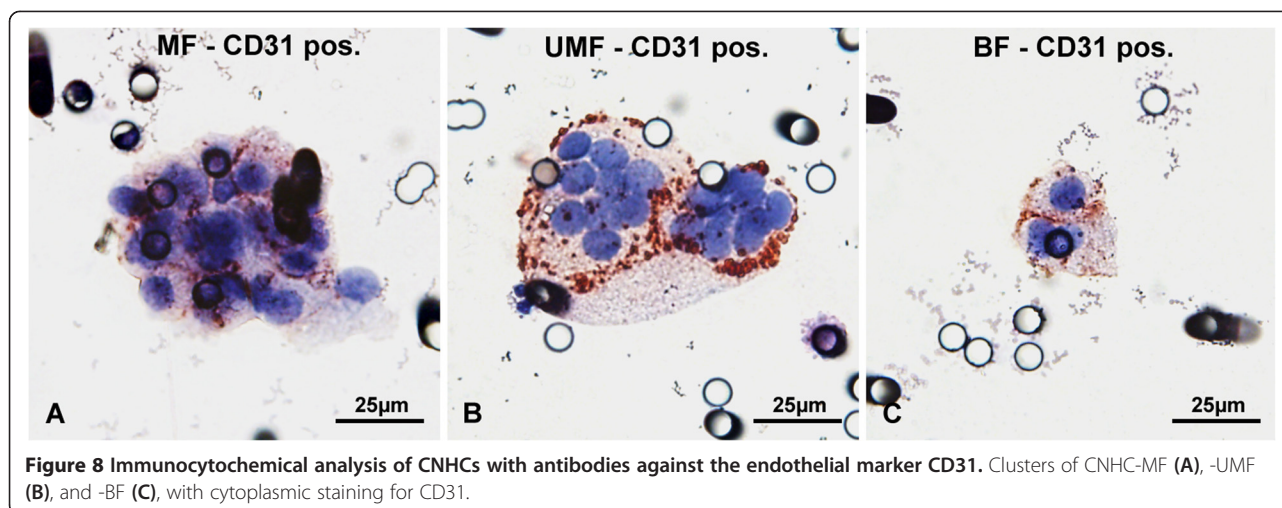 MF - CD31 pos.
UMF - CD31 pos.
BF - CD31 pos.
A
25µm
B
25µm
C
25µm
Figure 8 Immunocytochemical analysis of CNHCs with antibodies against the endothelial marker CD31. Clusters of CNHC-MF (A), -UMF
(B), and -BF (C), with cytoplasmic staining for CD31.